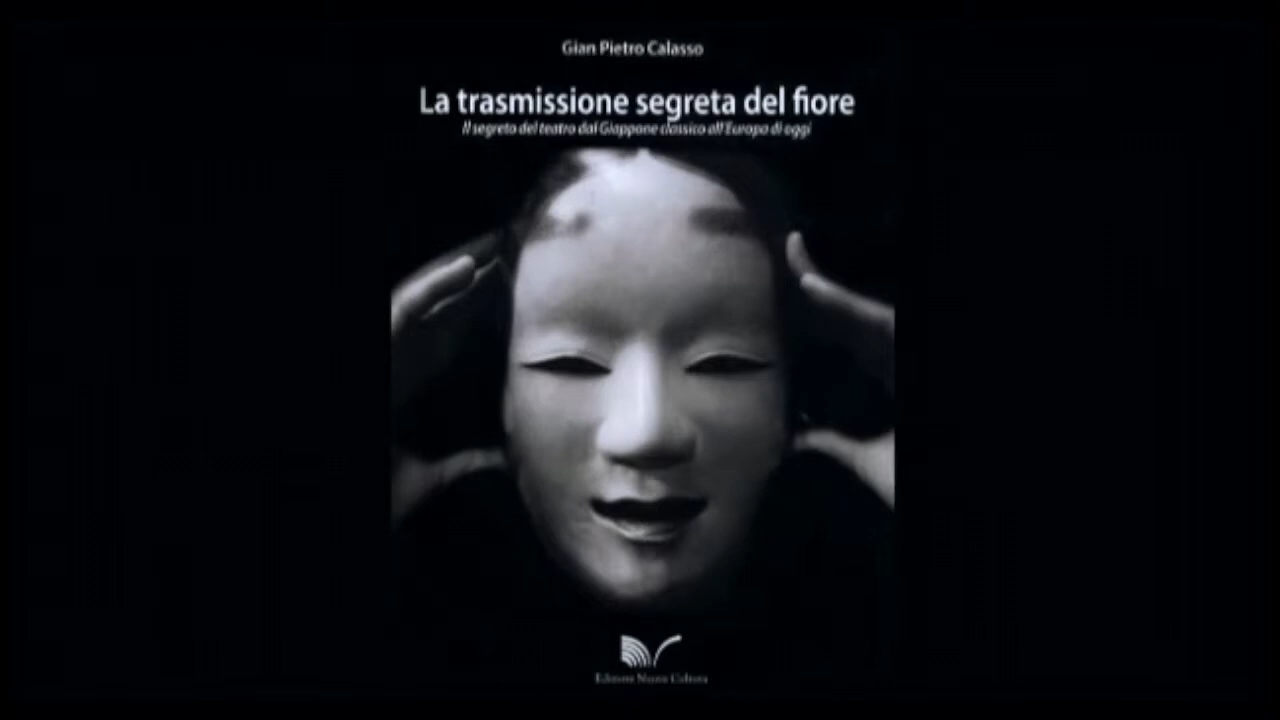 Gian Pietro Calasso
La trasmissione segreta del fiore
Il segreto del teatro dal Giappone classico all'Europa di oggi
Edizioni Nuova Cultura